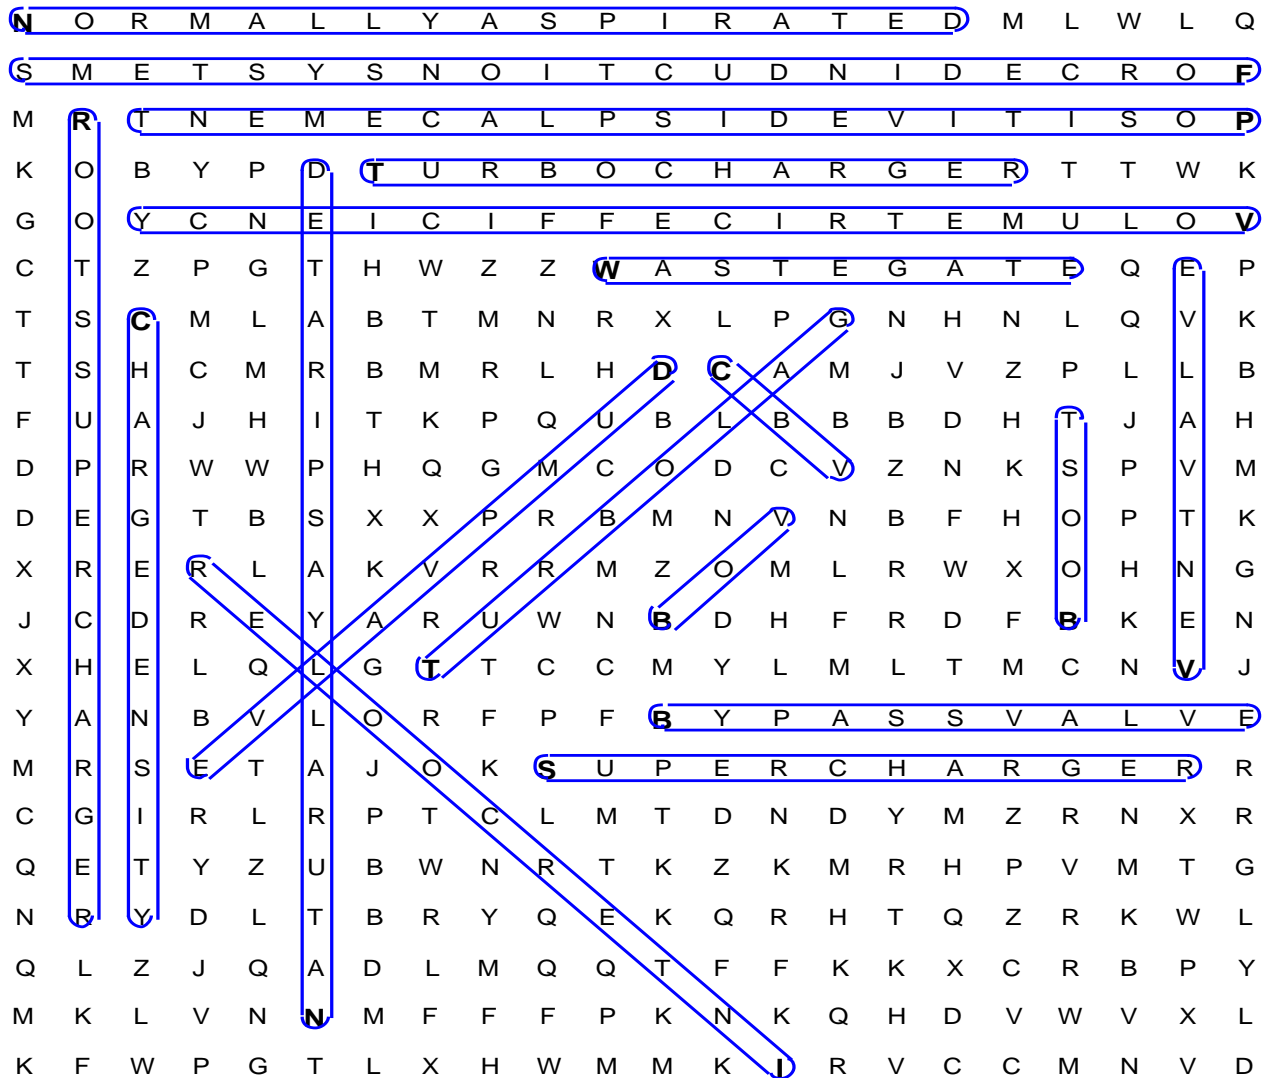 N O R M A L L Y A S P I R A T E D M L W L Q
S M E T S Y S N O I T C U D N I D E C R O F
M R T N E M E C A L P S I D E V I T I S O P
K O B Y P D T U R B O C H A R G E R T T W K
G O Y C N E I C I F F E C I R T E M U L O V
C T Z P G T H W Z Z W A S T E G A T E Q E P
T S C M L A B T M N R X L P G N H N L Q V K
T S H C M R B M R L H D C A M J V Z P L L B
F U A J H I T K P Q U B L B B B D H T J A H
D P R W W P H Q G M C O D C V Z N K S P V M
D E G T B S X X P R B M N V N B F H O P T K
X R E R L A K V R R M Z O M L R W X O H N G
J C D R E Y A R U W N B D H F R D F B K E N
X H E L Q L G T T C C M Y L M L T M C N V J
Y A N B V L O R F P F B Y P A S S V A L V E
M R S E T A J O K S U P E R C H A R G E R R
C G I R L R P T C L M T D N D Y M Z R N X R
Q E T Y Z U B W N R T K Z K M R H P V M T G
N R Y D L T B R Y Q E K Q R H T Q Z R K W L
Q L Z J Q A D L M Q Q T F F K K X C R B P Y
M K L V N N M F F F P K N K Q H D V W V X L
K F W P G T L X H W M M K I R V C C M N V D